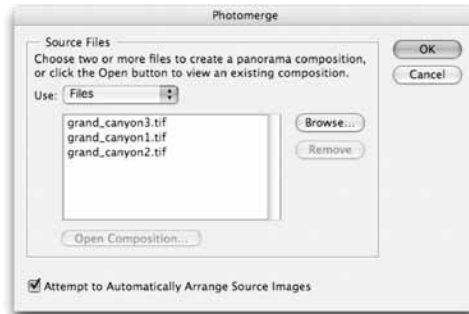 Photomerge
Source Files
Choose two or more files to create a panorama composition,
or click the Open button to view an existing composition.
Use: Files
grand_canyon3.tif
grand_canyon1.tif
grand_canyon2.tif
Browse...
Remove
Open Composition...
Attempt to Automatically Arrange Source Images
OK
Cancel